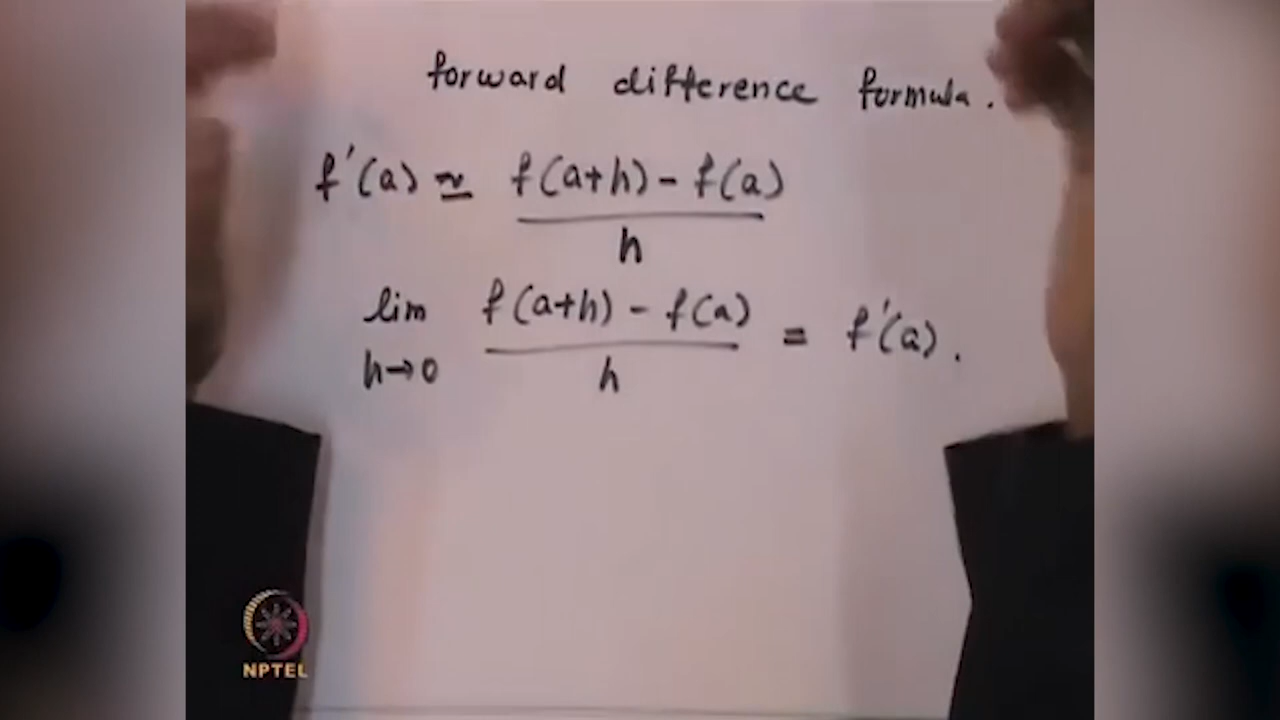 forward difference formula.
f'(a) ≃ f(a+h) - f(a)
h
lim f(a+h) - f(a) = f'(a).
h→0 h
NPTEL